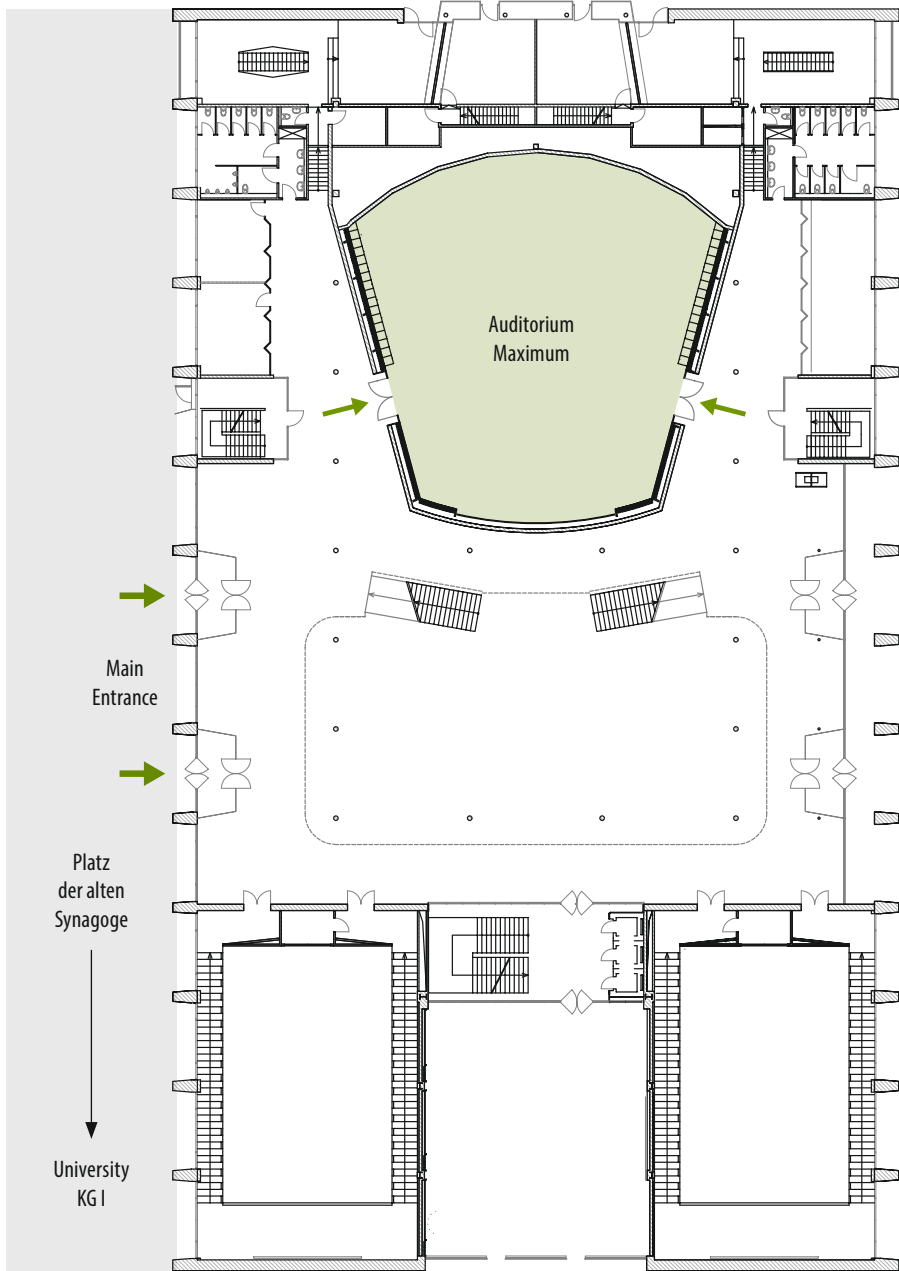 Auditorium
Maximum
Main
Entrance
Platz
der alten
Synagoge
University
KG I